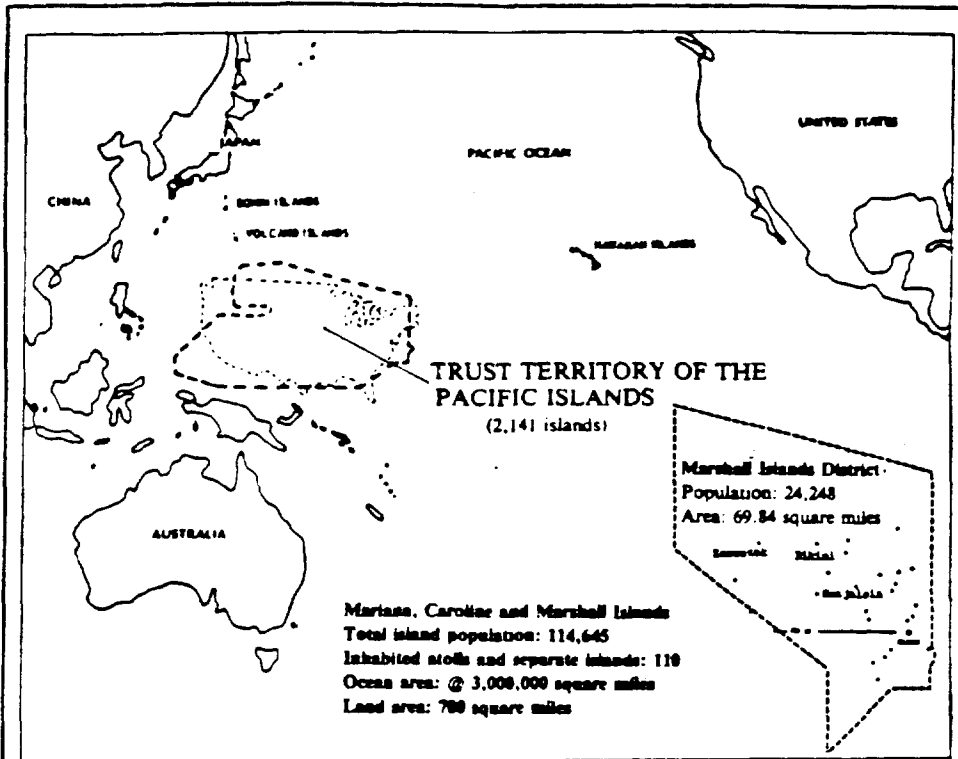 UNITED STATES
JAPAN
PACIFIC OCEAN
CHINA
BONIN ISLANDS
VOLCANO ISLANDS
HAWAIIAN ISLANDS
TRUST TERRITORY OF THE
PACIFIC ISLANDS
(2,141 islands)
Marshall Islands District
Population: 24,248
Area: 69.84 square miles
AUSTRALIA
Bikini
Kwajalein
Mariana, Caroline and Marshall Islands
Total island population: 114,645
Inhabited atolls and separate islands: 110
Ocean area: @ 3,000,000 square miles
Land area: 700 square miles